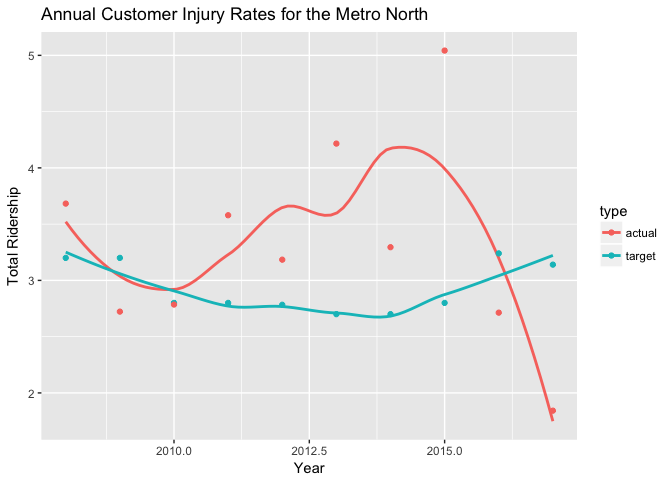 Annual Customer Injury Rates for the Metro North
5
4
3
2
Total Ridership
2010.0 2012.5 2015.0
Year
type
actual
target